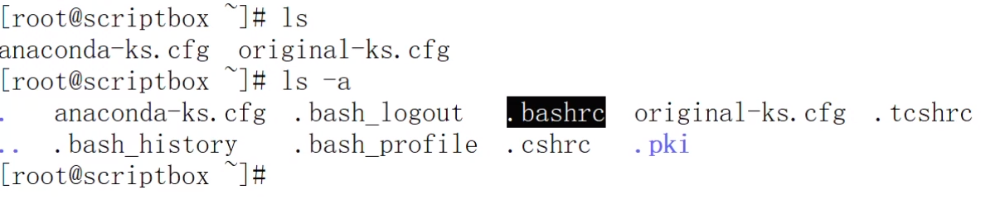 [root@scriptbox ~]# ls
anaconda-ks.cfg  original-ks.cfg
[root@scriptbox ~]# ls -a
.   anaconda-ks.cfg  .bash_logout   .bashrc  original-ks.cfg  .tcshrc
..  .bash_history    .bash_profile  .cshrc   .pki
[root@scriptbox ~]#